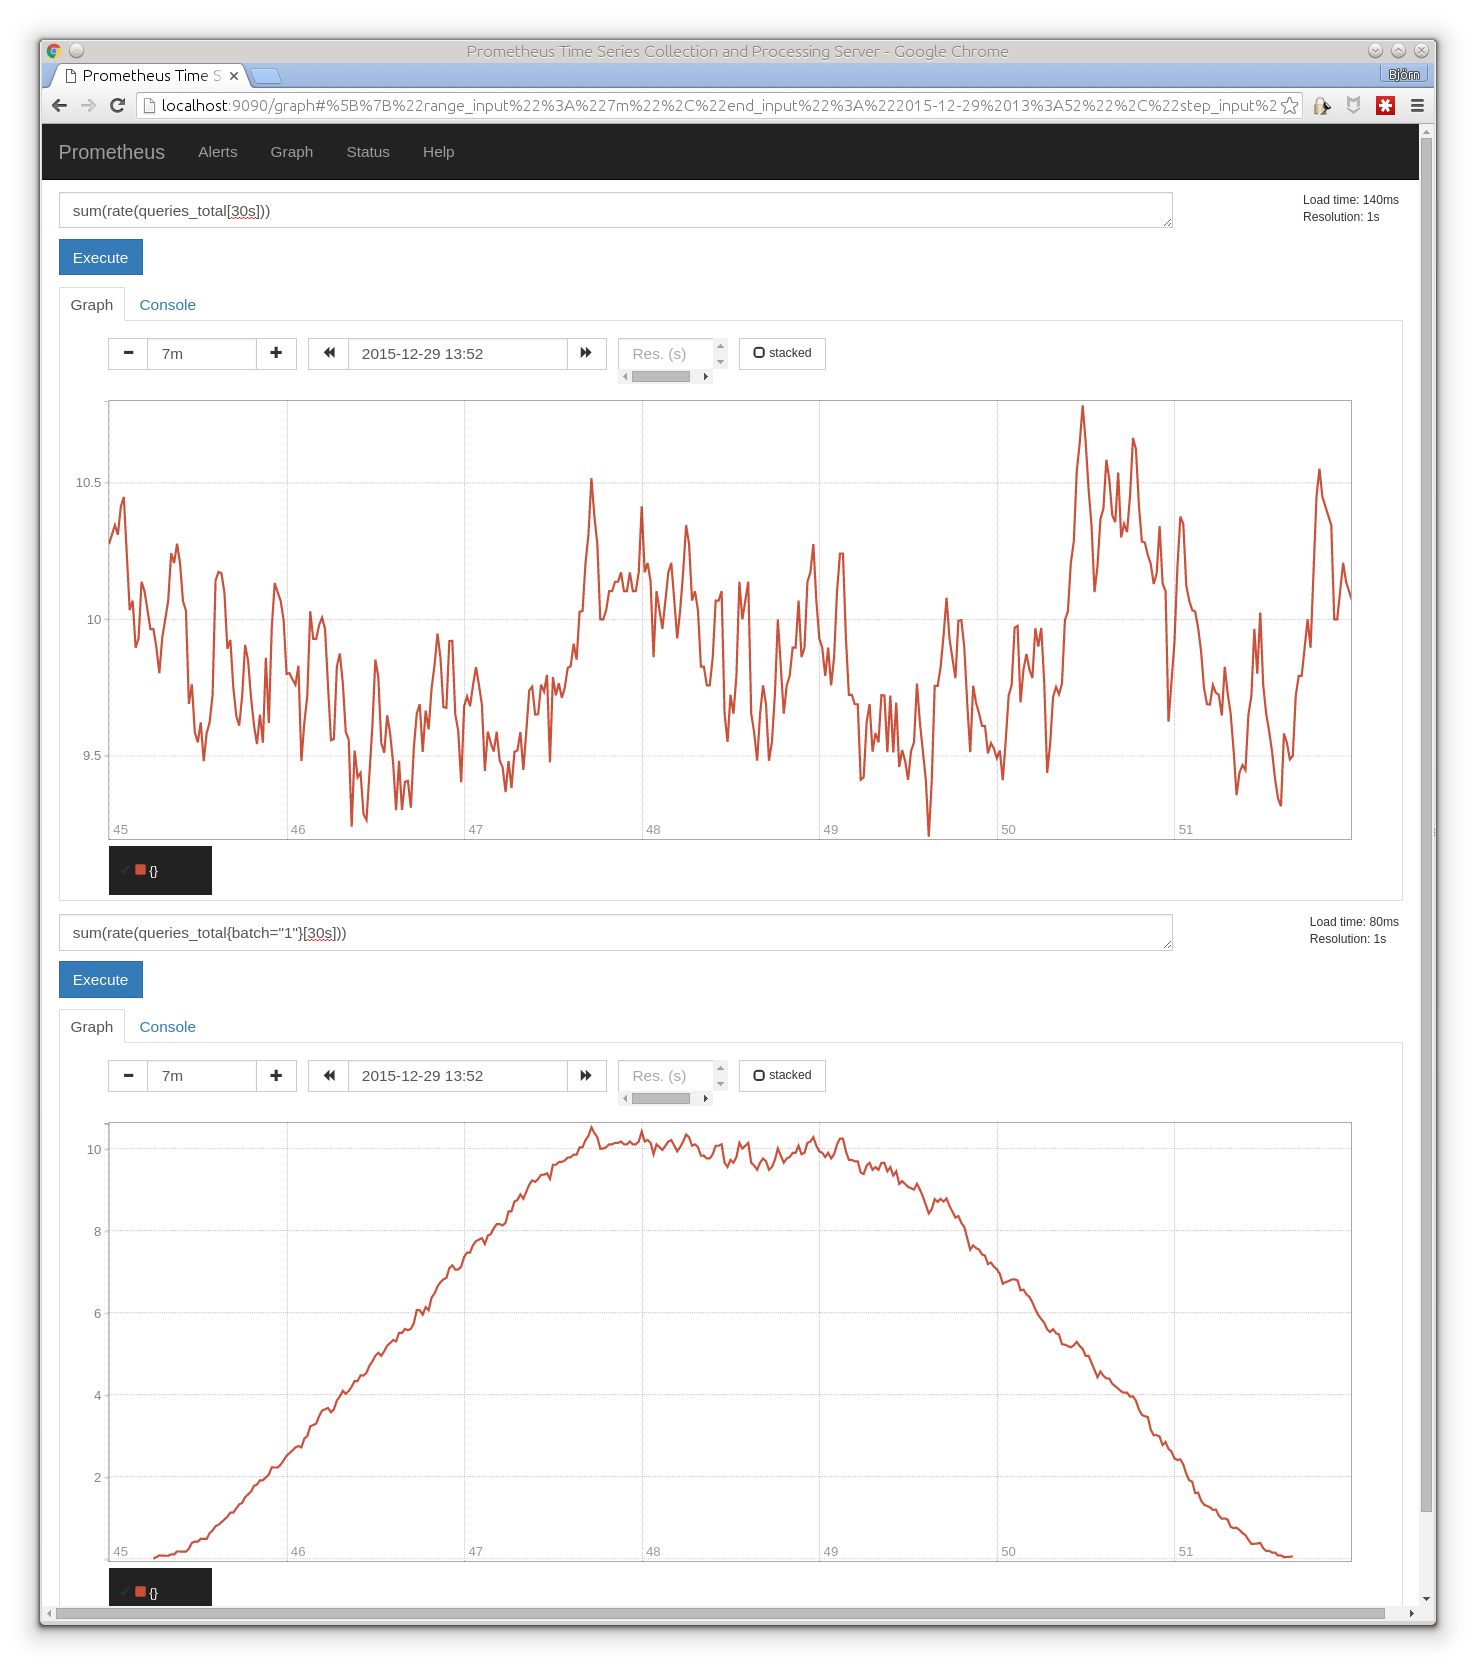 Prometheus Time Series Collection and Processing Server - Google Chrome
Prometheus Time S
Björn
localhost:9090/graph#%5B%7B%22range_input%22%3A%227m%22%2C%22end_input%22%3A%222015-12-29%2013%3A52%22%2C%22step_input%2
Prometheus Alerts Graph Status Help
sum(rate(queries_total[30s]))
Load time: 140ms
Resolution: 1s
Execute
Graph Console
7m 2015-12-29 13:52 Res. (s) stacked
10.5
10
9.5
45 46 47 48 49 50 51
{}
sum(rate(queries_total{batch="1"}[30s]))
Load time: 80ms
Resolution: 1s
Execute
Graph Console
7m 2015-12-29 13:52 Res. (s) stacked
10
8
6
4
2
45 46 47 48 49 50 51
{}